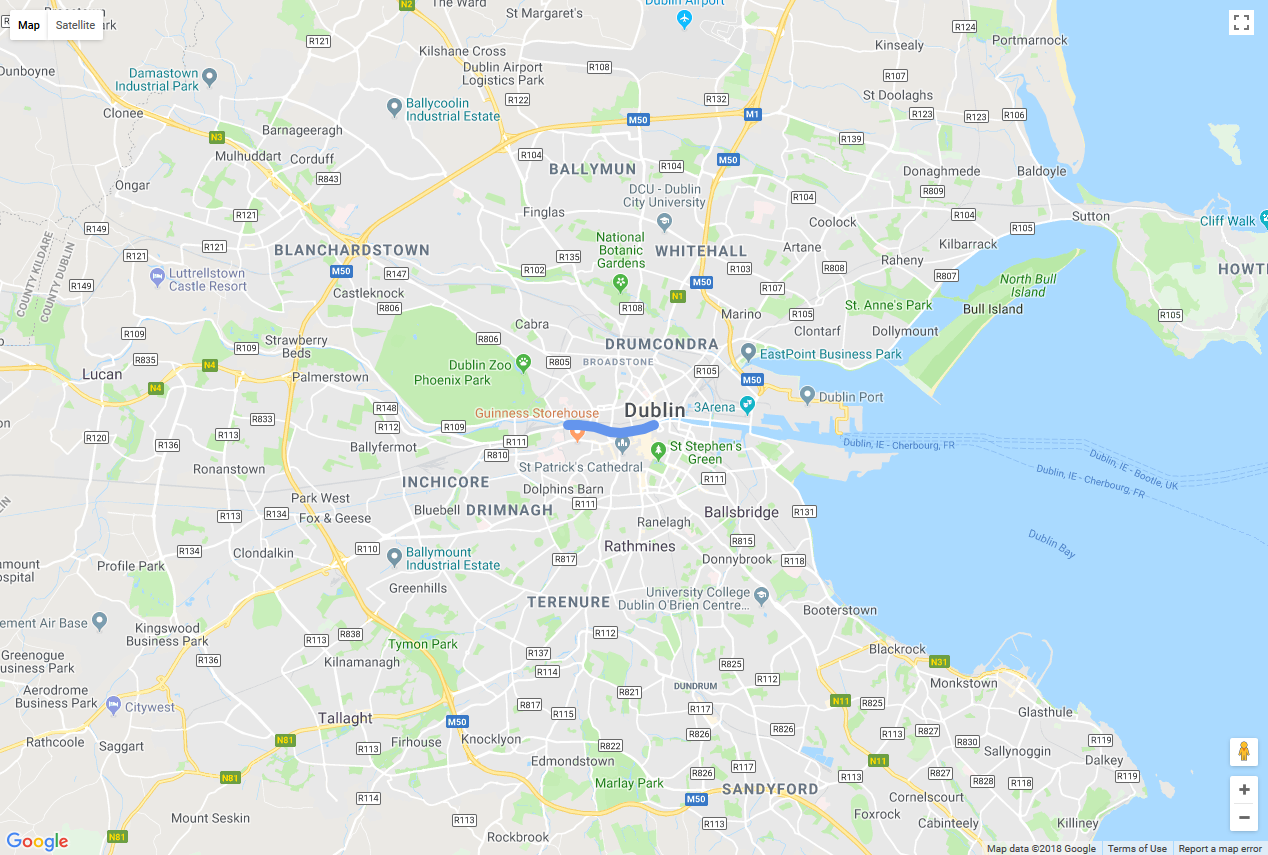 N2
The Ward
St Margaret's
Dublin Airport
R124
Portmarnock
Map
Satellite
R121
Kilshane Cross
Kinsealy
Dunboyne
Damastown
Industrial Park
Dublin Airport
Logistics Park
R108
R107
R122
R132
St Doolaghs
Ballycoolin
Industrial Estate
Clonee
M50
M1
R139
R123
R123
R106
N3
Barnageeragh
Mulhuddart
Corduff
R104
BALLYMUN
R104
M50
Donaghmede
Baldoyle
R843
Ongar
DCU - Dublin
City University
R809
R104
R121
Finglas
Coolock
R104
Sutton
Cliff Walk
R149
R121
BLANCHARDSTOWN
National
Botanic
Gardens
WHITEHALL
Artane
Kilbarrack
R105
R121
COUNTY KILDARE
COUNTY DUBLIN
R135
Raheny
M50
R147
R102
R103
R808
R807
HOWT
Luttrellstown
Castle Resort
R149
Castleknock
R806
M50
R107
North Bull
Island
N1
R108
St. Anne's Park
Bull Island
Marino
R105
R105
Cabra
Clontarf
Dollymount
R109
Strawberry
Beds
R806
DRUMCONDRA
EastPoint Business Park
R835
N4
Dublin Zoo
R805
BROADSTONE
R105
Lucan
Palmerstown
Phoenix Park
M50
N4
Dublin Port
R148
Guinness Storehouse
Dublin
3Arena
R833
R112
R109
R120
R113
R136
Ballyfermot
R111
R810
St Stephen's
Green
Dublin, IE - Cherbourg, FR
Ronanstown
St Patrick's Cathedral
Dublin, IE - Bootle, UK
Dublin, IE - Cherbourg, FR
INCHICORE
Dolphins Barn
R111
Park West
R111
Bluebell
DRIMNAGH
Ballsbridge
R131
R113
R134
Fox & Geese
Ranelagh
R134
Clondalkin
R110
Ballymount
Industrial Estate
Rathmines
R815
Dublin Bay
Profile Park
R817
Donnybrook
R118
Greenhills
University College
Dublin O'Brien Centre...
TERENURE
Booterstown
Kingswood
Business Park
R113
R838
R112
Tymon Park
Blackrock
R136
Kilnamanagh
R137
R825
N31
R114
R112
Monkstown
Aerodrome
Business Park
Citywest
R821
DUNDRUM
N11
R825
R817
R115
R117
Glasthule
Tallaght
M50
R826
R826
R113
R827
R119
Rathcoole
Saggart
N81
R113
Firhouse
Knocklyon
R822
R830
Sallynoggin
Dalkey
N81
Edmondstown
R117
N11
R826
R113
R827
R828
R118
R119
Marlay Park
R114
M50
SANDYFORD
Cornelscourt
Mount Seskin
R113
R113
Foxrock
Cabinteely
Killiney
N81
Rockbrook
Google
Map data ©2018 Google
Terms of Use
Report a map error